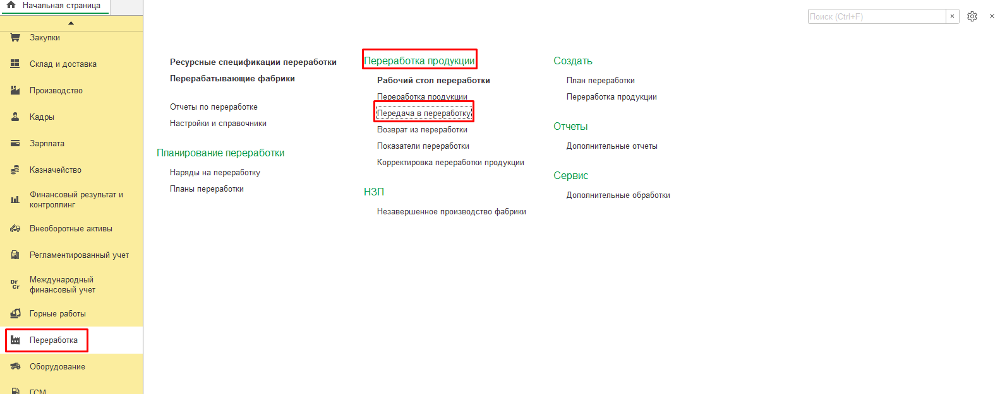 Начальная страница
Закупки
Склад и доставка
Производство
Кадры
Зарплата
Казначейство
Финансовый результат и
контроллинг
Внеоборотные активы
Регламентированный учет
Dr
Cr
Международный
финансовый учет
Горные работы
Переработка
Оборудование
ГСМ
Поиск (Ctrl+F)
Ресурсные спецификации переработки
Перерабатывающие фабрики
Отчеты по переработке
Настройки и справочники
Планирование переработки
Наряды на переработку
Планы переработки
Переработка продукции
Рабочий стол переработки
Переработка продукции
Передача в переработку
Возврат из переработки
Показатели переработки
Корректировка переработки продукции
НЗП
Незавершенное производство фабрики
Создать
План переработки
Переработка продукции
Отчеты
Дополнительные отчеты
Сервис
Дополнительные обработки